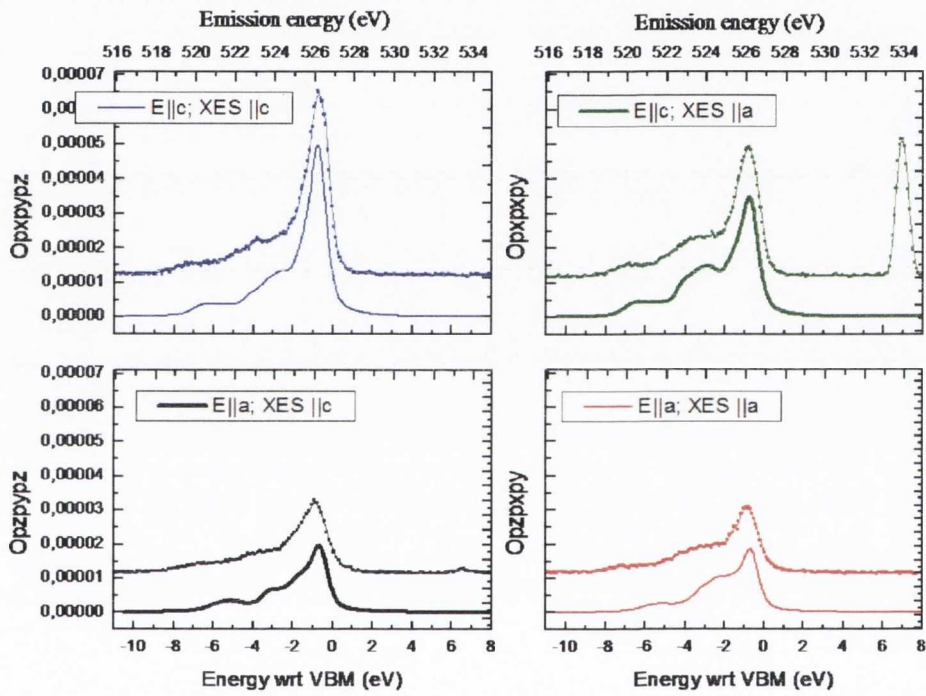 Emission energy (eV)
516 518 520 522 524 526 528 530 532 534
0,00007
0,00005
0,00004
0,00003
0,00002
0,00001
0,00000
Opxpypz
E||c; XES ||c
Emission energy (eV)
516 518 520 522 524 526 528 530 532 534
Opxpxpy
E||c; XES ||a
0,00007
0,00006
0,00005
0,00004
0,00003
0,00002
0,00001
0,00000
Opzpypz
E||a; XES ||c
-10 -8 -6 -4 -2 0 2 4 6 8
Energy wrt VBM (eV)
Opzpxpy
E||a; XES ||a
-10 -8 -6 -4 -2 0 2 4 6 8
Energy wrt VBM (eV)